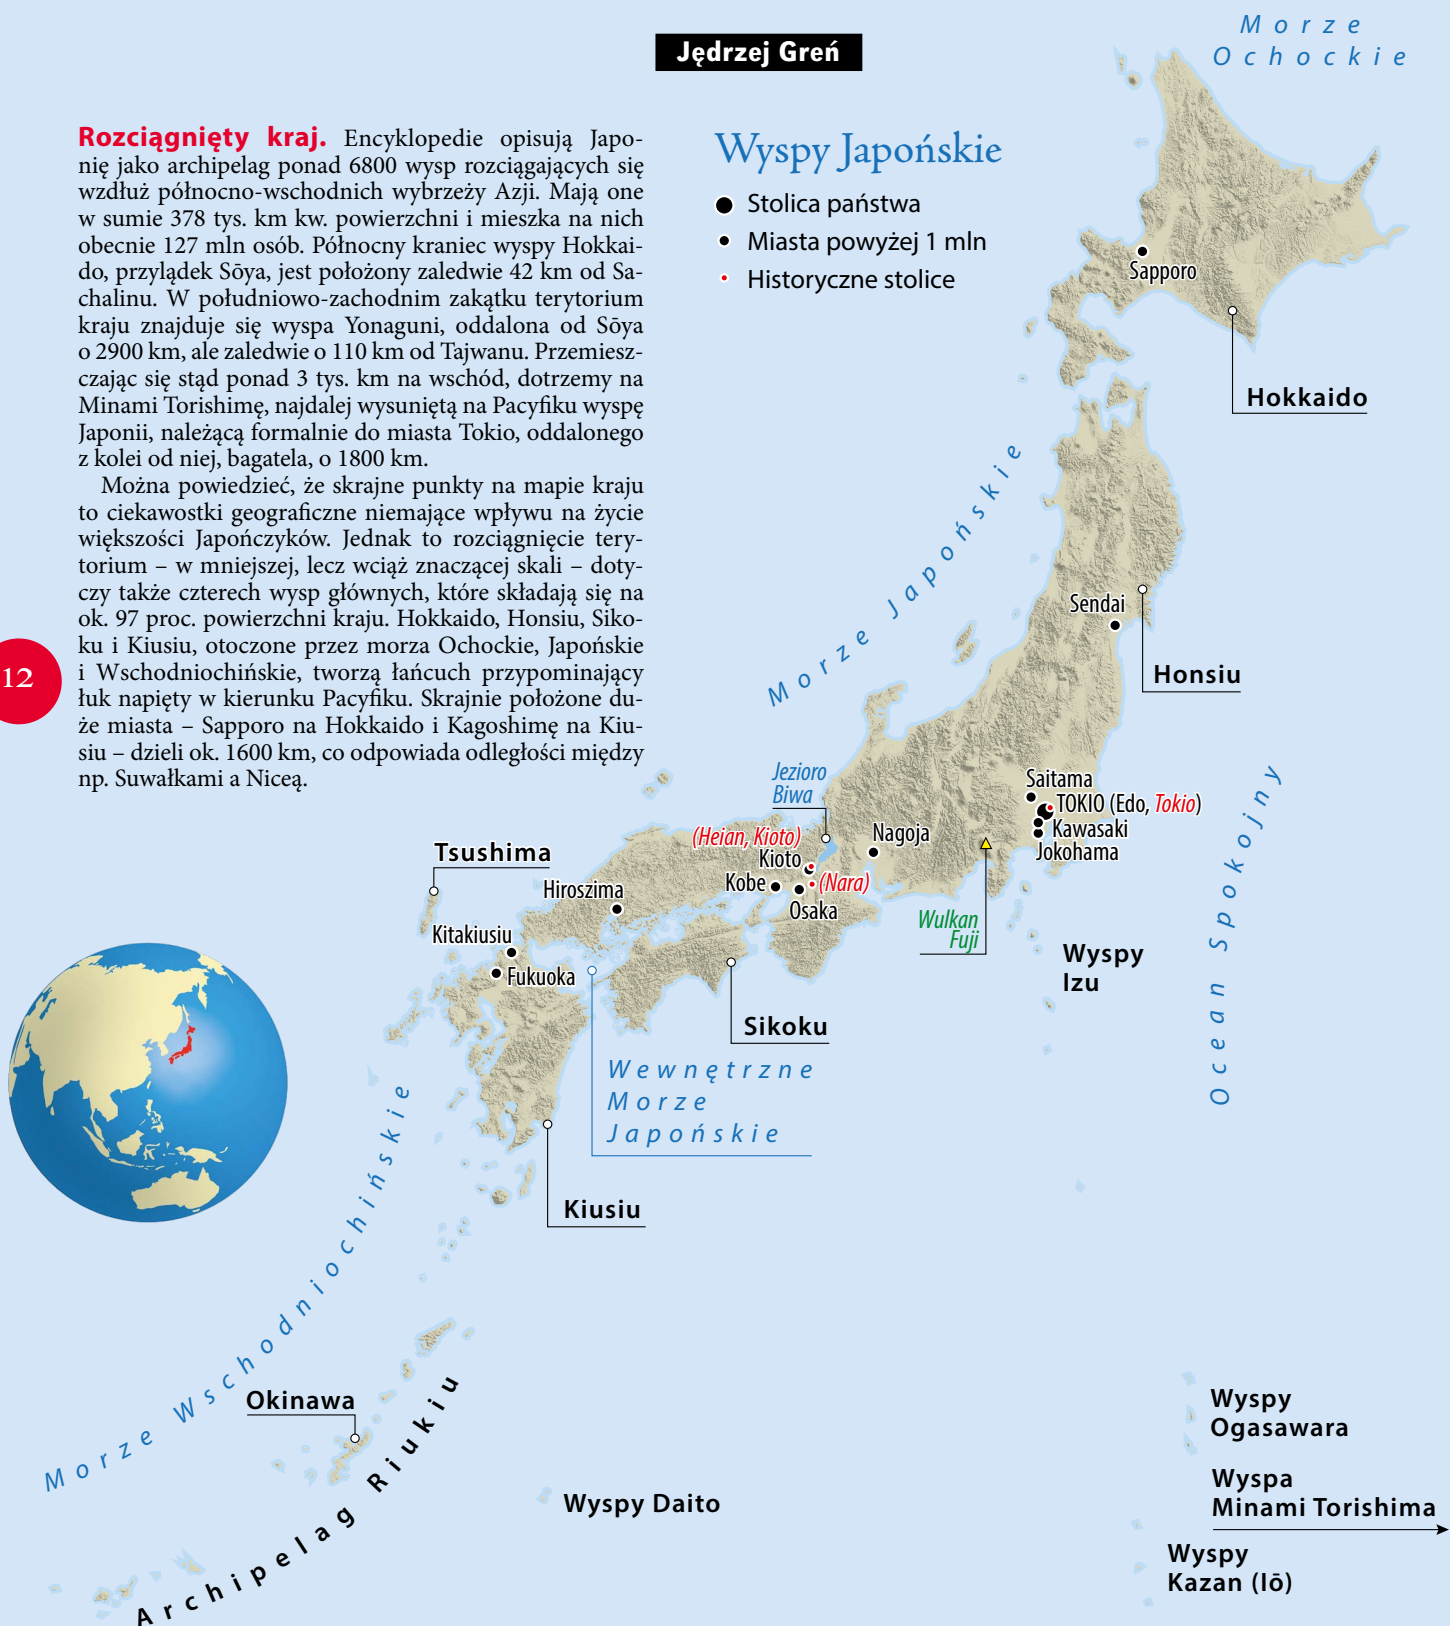 Jędrzej Greń
Rozciągnięty kraj. Encyklopedie opisują Japo-
nię jako archipelag ponad 6800 wysp rozciągających się
wzdłuż północno-wschodnich wybrzeży Azji. Mają one
w sumie 378 tys. km kw. powierzchni i mieszka na nich
obecnie 127 mln osób. Północny kraniec wyspy Hokkai-
do, przylądek Sōya, jest położony zaledwie 42 km od Sa-
chalinu. W południowo-zachodnim zakątku terytorium
kraju znajduje się wyspa Yonaguni, oddalona od Sōya
o 2900 km, ale zaledwie o 110 km od Tajwanu. Przemiesz-
czając się stąd ponad 3 tys. km na wschód, dotrzemy na
Minami Torishimę, najdalej wysuniętą na Pacyfiku wyspę
Japonii, należącą formalnie do miasta Tokio, oddalonego
z kolei od niej, bagatela, o 1800 km.
Można powiedzieć, że skrajne punkty na mapie kraju
to ciekawostki geograficzne niemające wpływu na życie
większości Japończyków. Jednak to rozciągnięcie tery-
torium – w mniejszej, lecz wciąż znaczącej skali – doty-
czy także czterech wysp głównych, które składają się na
ok. 97 proc. powierzchni kraju. Hokkaido, Honsiu, Siko-
ku i Kiusiu, otoczone przez morza Ochockie, Japońskie
i Wschodniochińskie, tworzą łańcuch przypominający
łuk napięty w kierunku Pacyfiku. Skrajnie położone du-
że miasta – Sapporo na Hokkaido i Kagoshimę na Kiu-
siu – dzieli ok. 1600 km, co odpowiada odległości między
np. Suwałkami a Niceą.
12
Wyspy Japońskie
Stolica państwa
Miasta powyżej 1 mln
Historyczne stolice
Morze
Ochockie
Sapporo
Hokkaido
Morze Japońskie
Sendai
Honsiu
Jezioro
Biwa
Saitama
TOKIO (Edo, Tokio)
Kawasaki
Jokohama
(Heian, Kioto)
Kioto
Nagoja
Kobe
(Nara)
Osaka
Tsushima
Hiroszima
Kitakiusiu
Fukuoka
Wulkan
Fuji
Wyspy
Izu
Ocean Spokojny
Sikoku
Wewnętrzne
Morze
Japońskie
Kiusiu
Morze Wschodniochińskie
Okinawa
Archipelag Riukiu
Wyspy Daito
Wyspy
Ogasawara
Wyspa
Minami Torishima
Wyspy
Kazan (Iō)